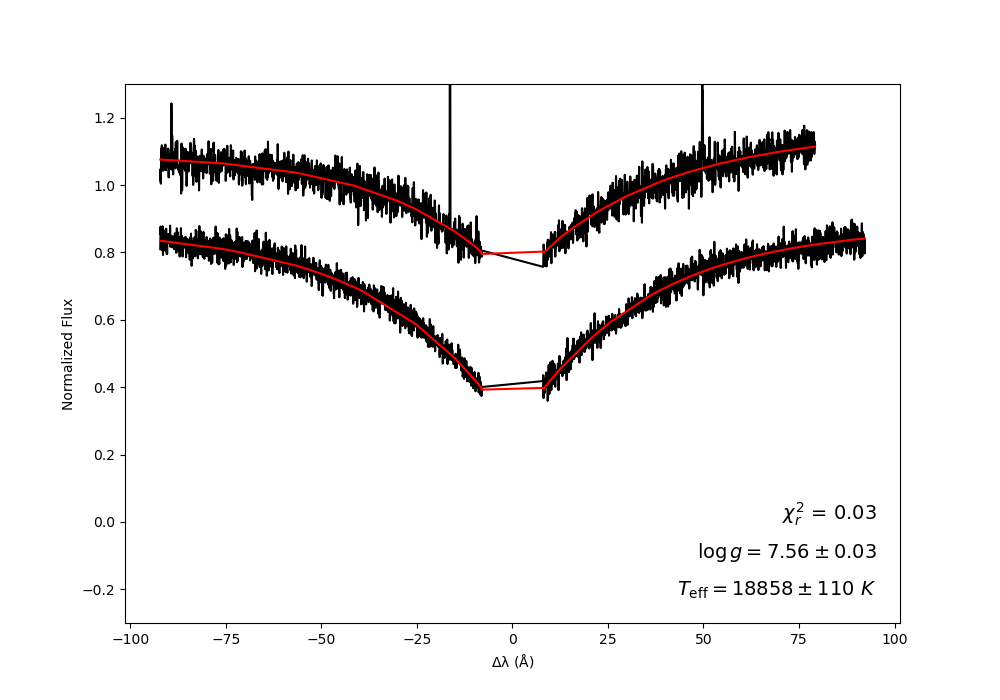 1.2
1.0
0.8
0.6
0.4
0.2
0.0
−0.2
Normalized Flux
χ²ᵣ = 0.03
log g = 7.56 ± 0.03
T_eff = 18858 ± 110 K
−100 −75 −50 −25 0 25 50 75 100
Δλ (Å)